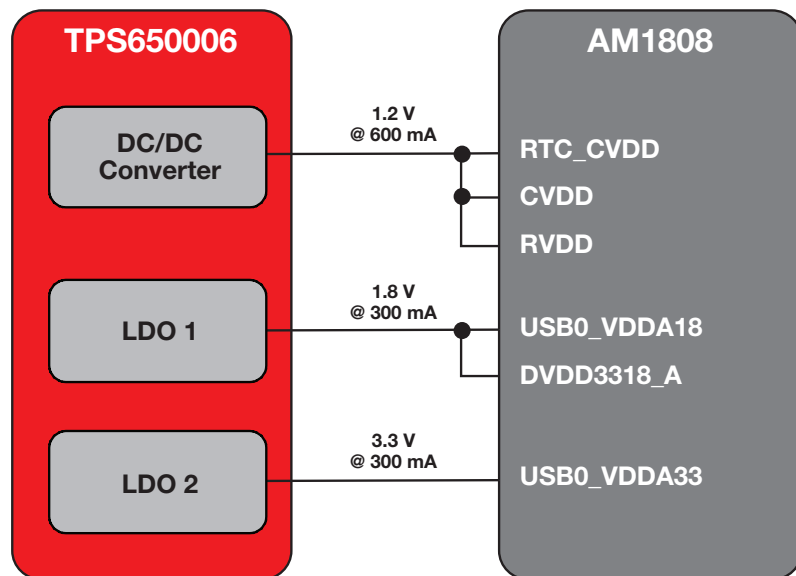 TPS650006
AM1808
DC/DC
Converter
1.2 V
@ 600 mA
RTC_CVDD
CVDD
RVDD
LDO 1
1.8 V
@ 300 mA
USB0_VDDA18
DVDD3318_A
LDO 2
3.3 V
@ 300 mA
USB0_VDDA33